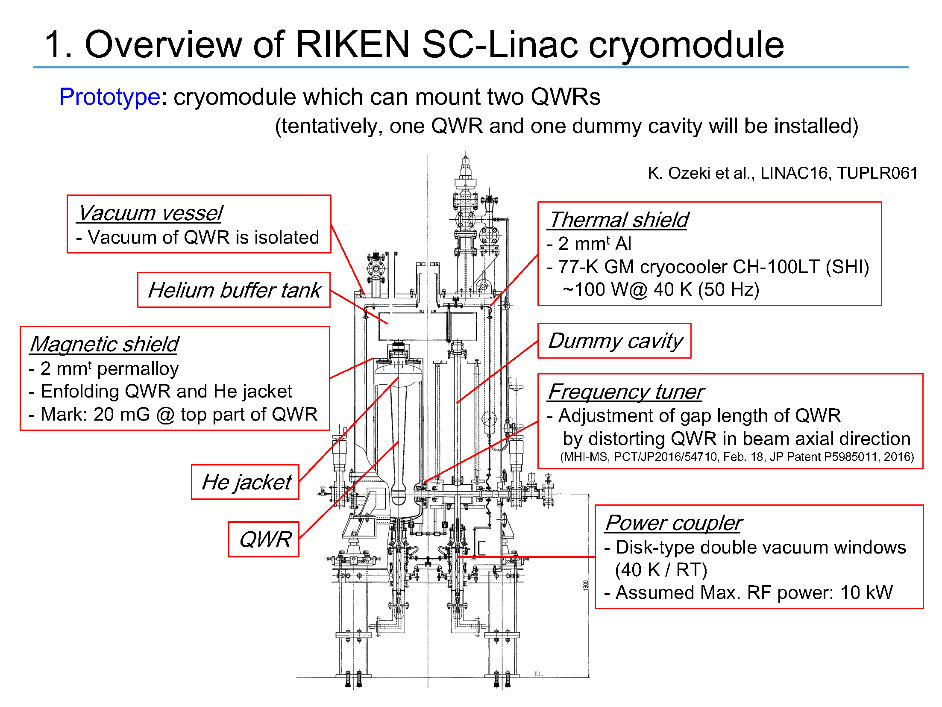 1. Overview of RIKEN SC-Linac cryomodule
Prototype: cryomodule which can mount two QWRs
(tentatively, one QWR and one dummy cavity will be installed)
K. Ozeki et al., LINAC16, TUPLR061
Vacuum vessel
- Vacuum of QWR is isolated
Helium buffer tank
Magnetic shield
- 2 mmᵗ permalloy
- Enfolding QWR and He jacket
- Mark: 20 mG @ top part of QWR
He jacket
QWR
Thermal shield
- 2 mmᵗ Al
- 77-K GM cryocooler CH-100LT (SHI)
~100 W@ 40 K (50 Hz)
Dummy cavity
Frequency tuner
- Adjustment of gap length of QWR
by distorting QWR in beam axial direction
(MHI-MS, PCT/JP2016/54710, Feb. 18, JP Patent P5985011, 2016)
Power coupler
- Disk-type double vacuum windows
(40 K / RT)
- Assumed Max. RF power: 10 kW